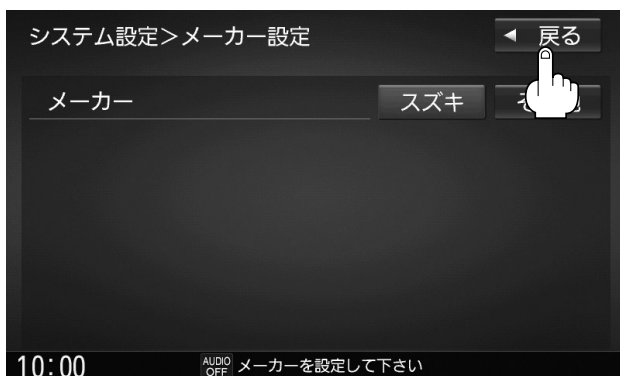 システム設定＞メーカー設定
◀ 戻る
メーカー
スズキ
10:00
AUDIO
OFF
メーカーを設定して下さい